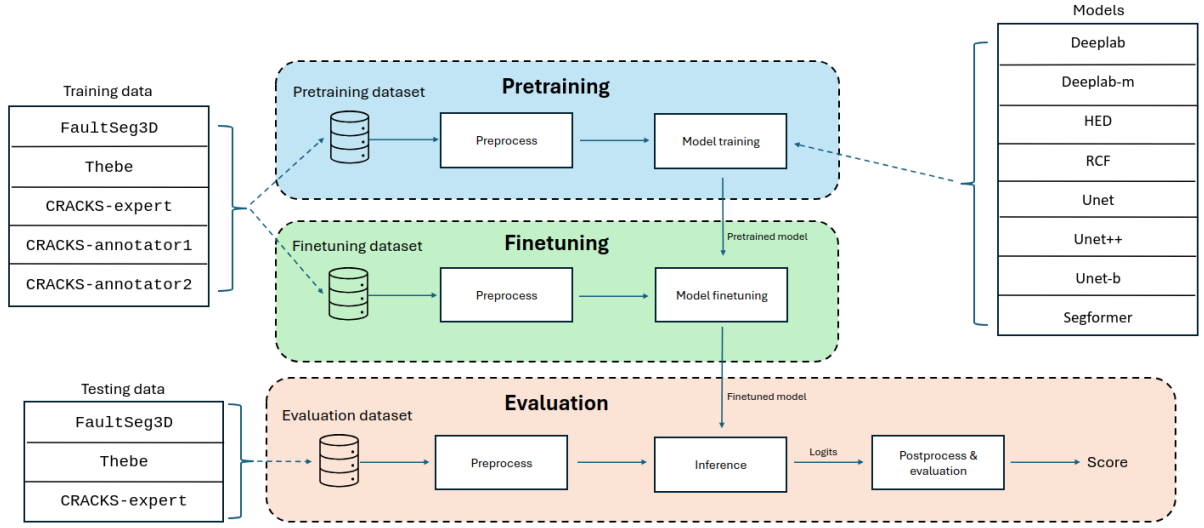 Training data
FaultSeg3D
Thebe
CRACKS-expert
CRACKS-annotator1
CRACKS-annotator2
Pretraining
Pretraining dataset
Preprocess
Model training
Pretrained model
Finetuning
Finetuning dataset
Preprocess
Model finetuning
Finetuned model
Models
Deeplab
Deeplab-m
HED
RCF
Unet
Unet++
Unet-b
Segformer
Testing data
FaultSeg3D
Thebe
CRACKS-expert
Evaluation
Evaluation dataset
Preprocess
Inference
Logits
Postprocess &
evaluation
Score